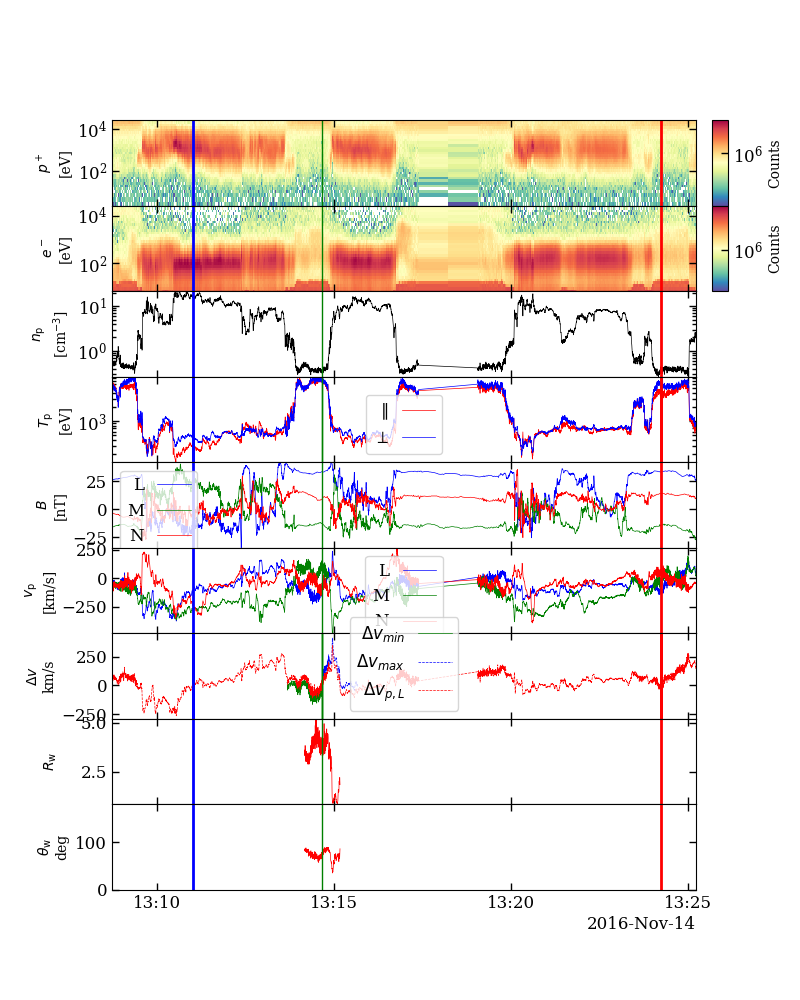 10^4
10^2
p^+
[eV]
10^6
Counts
10^4
10^2
e^-
[eV]
10^6
Counts
10^1
10^0
n_p
[cm^−3]
10^3
T_p
[eV]
∥
⊥
25
0
−25
B
[nT]
L
M
N
250
0
−250
v_p
[km/s]
L
M
N
250
0
−250
Δv
km/s
Δv_min
Δv_max
Δv_p,L
5.0
2.5
R_w
100
0
θ_w
deg
13:10 13:15 13:20 13:25
2016-Nov-14